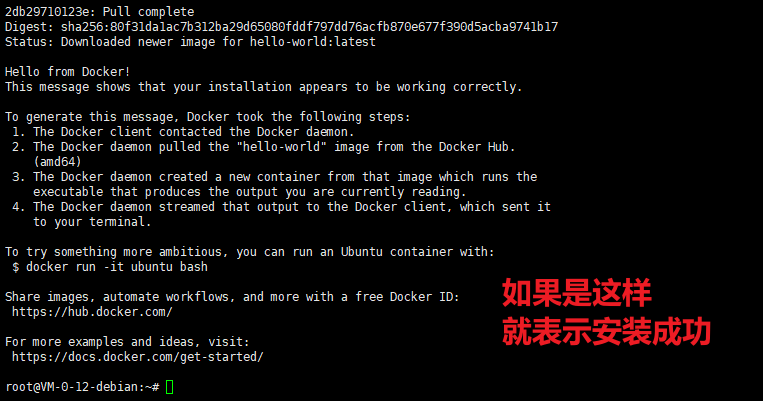 2db29710123e: Pull complete
Digest: sha256:80f31da1ac7b312ba29d65080fddf797dd76acfb870e677f390d5acba9741b17
Status: Downloaded newer image for hello-world:latest
Hello from Docker!
This message shows that your installation appears to be working correctly.
To generate this message, Docker took the following steps:
1. The Docker client contacted the Docker daemon.
2. The Docker daemon pulled the "hello-world" image from the Docker Hub.
(amd64)
3. The Docker daemon created a new container from that image which runs the
executable that produces the output you are currently reading.
4. The Docker daemon streamed that output to the Docker client, which sent it
to your terminal.
To try something more ambitious, you can run an Ubuntu container with:
$ docker run -it ubuntu bash
Share images, automate workflows, and more with a free Docker ID:
https://hub.docker.com/
For more examples and ideas, visit:
https://docs.docker.com/get-started/
如果是这样
就表示安装成功
root@VM-0-12-debian:~#